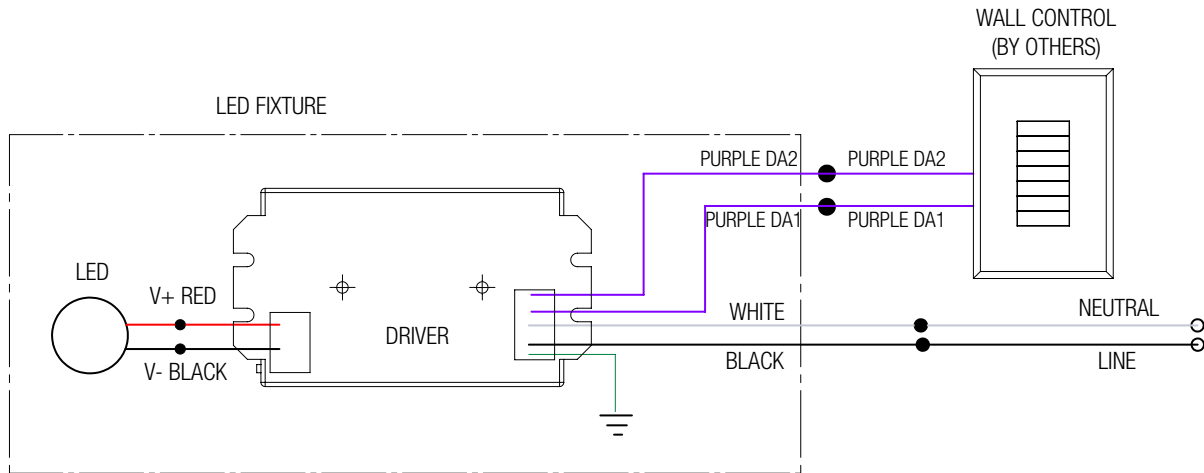 WALL CONTROL
(BY OTHERS)
LED FIXTURE
PURPLE DA2
PURPLE DA2
PURPLE DA1
PURPLE DA1
LED
V+ RED
V- BLACK
DRIVER
WHITE
NEUTRAL
BLACK
LINE